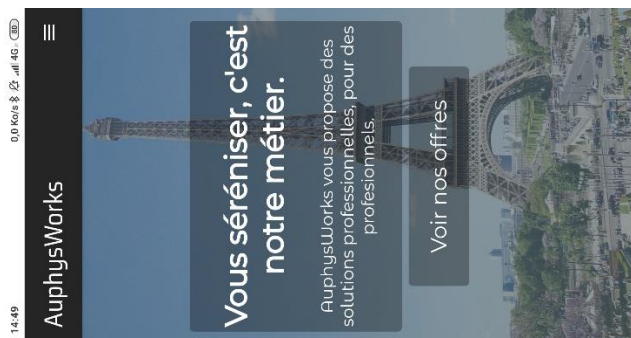 14:49
0,0 Ko/s 4G 80
AuphysWorks
Vous séréniser, c'est
notre métier.
AuphysWorks vous propose des
solutions professionnelles, pour des
profesionnels.
Voir nos offres